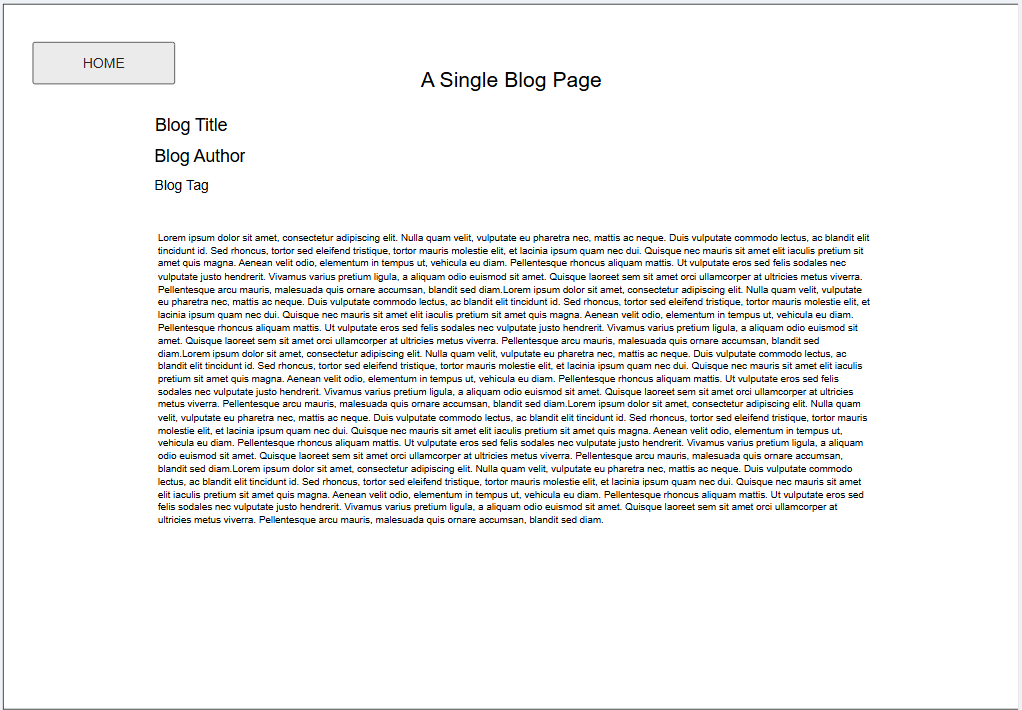 HOME
A Single Blog Page
Blog Title
Blog Author
Blog Tag
Lorem ipsum dolor sit amet, consectetur adipiscing elit. Nulla quam velit, vulputate eu pharetra nec, mattis ac neque. Duis vulputate commodo lectus, ac blandit elit
tincidunt id. Sed rhoncus, tortor sed eleifend tristique, tortor mauris molestie elit, et lacinia ipsum quam nec dui. Quisque nec mauris sit amet elit iaculis pretium sit
amet quis magna. Aenean velit odio, elementum in tempus ut, vehicula eu diam. Pellentesque rhoncus aliquam mattis. Ut vulputate eros sed felis sodales nec
vulputate justo hendrerit. Vivamus varius pretium ligula, a aliquam odio euismod sit amet. Quisque laoreet sem sit amet orci ullamcorper at ultricies metus viverra.
Pellentesque arcu mauris, malesuada quis ornare accumsan, blandit sed diam.Lorem ipsum dolor sit amet, consectetur adipiscing elit. Nulla quam velit, vulputate
eu pharetra nec, mattis ac neque. Duis vulputate commodo lectus, ac blandit elit tincidunt id. Sed rhoncus, tortor sed eleifend tristique, tortor mauris molestie elit, et
lacinia ipsum quam nec dui. Quisque nec mauris sit amet elit iaculis pretium sit amet quis magna. Aenean velit odio, elementum in tempus ut, vehicula eu diam.
Pellentesque rhoncus aliquam mattis. Ut vulputate eros sed felis sodales nec vulputate justo hendrerit. Vivamus varius pretium ligula, a aliquam odio euismod sit
amet. Quisque laoreet sem sit amet orci ullamcorper at ultricies metus viverra. Pellentesque arcu mauris, malesuada quis ornare accumsan, blandit sed
diam.Lorem ipsum dolor sit amet, consectetur adipiscing elit. Nulla quam velit, vulputate eu pharetra nec, mattis ac neque. Duis vulputate commodo lectus, ac
blandit elit tincidunt id. Sed rhoncus, tortor sed eleifend tristique, tortor mauris molestie elit, et lacinia ipsum quam nec dui. Quisque nec mauris sit amet elit iaculis
pretium sit amet quis magna. Aenean velit odio, elementum in tempus ut, vehicula eu diam. Pellentesque rhoncus aliquam mattis. Ut vulputate eros sed felis
sodales nec vulputate justo hendrerit. Vivamus varius pretium ligula, a aliquam odio euismod sit amet. Quisque laoreet sem sit amet orci ullamcorper at ultricies
metus viverra. Pellentesque arcu mauris, malesuada quis ornare accumsan, blandit sed diam.Lorem ipsum dolor sit amet, consectetur adipiscing elit. Nulla quam
velit, vulputate eu pharetra nec, mattis ac neque. Duis vulputate commodo lectus, ac blandit elit tincidunt id. Sed rhoncus, tortor sed eleifend tristique, tortor mauris
molestie elit, et lacinia ipsum quam nec dui. Quisque nec mauris sit amet elit iaculis pretium sit amet quis magna. Aenean velit odio, elementum in tempus ut,
vehicula eu diam. Pellentesque rhoncus aliquam mattis. Ut vulputate eros sed felis sodales nec vulputate justo hendrerit. Vivamus varius pretium ligula, a aliquam
odio euismod sit amet. Quisque laoreet sem sit amet orci ullamcorper at ultricies metus viverra. Pellentesque arcu mauris, malesuada quis ornare accumsan,
blandit sed diam.Lorem ipsum dolor sit amet, consectetur adipiscing elit. Nulla quam velit, vulputate eu pharetra nec, mattis ac neque. Duis vulputate commodo
lectus, ac blandit elit tincidunt id. Sed rhoncus, tortor sed eleifend tristique, tortor mauris molestie elit, et lacinia ipsum quam nec dui. Quisque nec mauris sit amet
elit iaculis pretium sit amet quis magna. Aenean velit odio, elementum in tempus ut, vehicula eu diam. Pellentesque rhoncus aliquam mattis. Ut vulputate eros sed
felis sodales nec vulputate justo hendrerit. Vivamus varius pretium ligula, a aliquam odio euismod sit amet. Quisque laoreet sem sit amet orci ullamcorper at
ultricies metus viverra. Pellentesque arcu mauris, malesuada quis ornare accumsan, blandit sed diam.